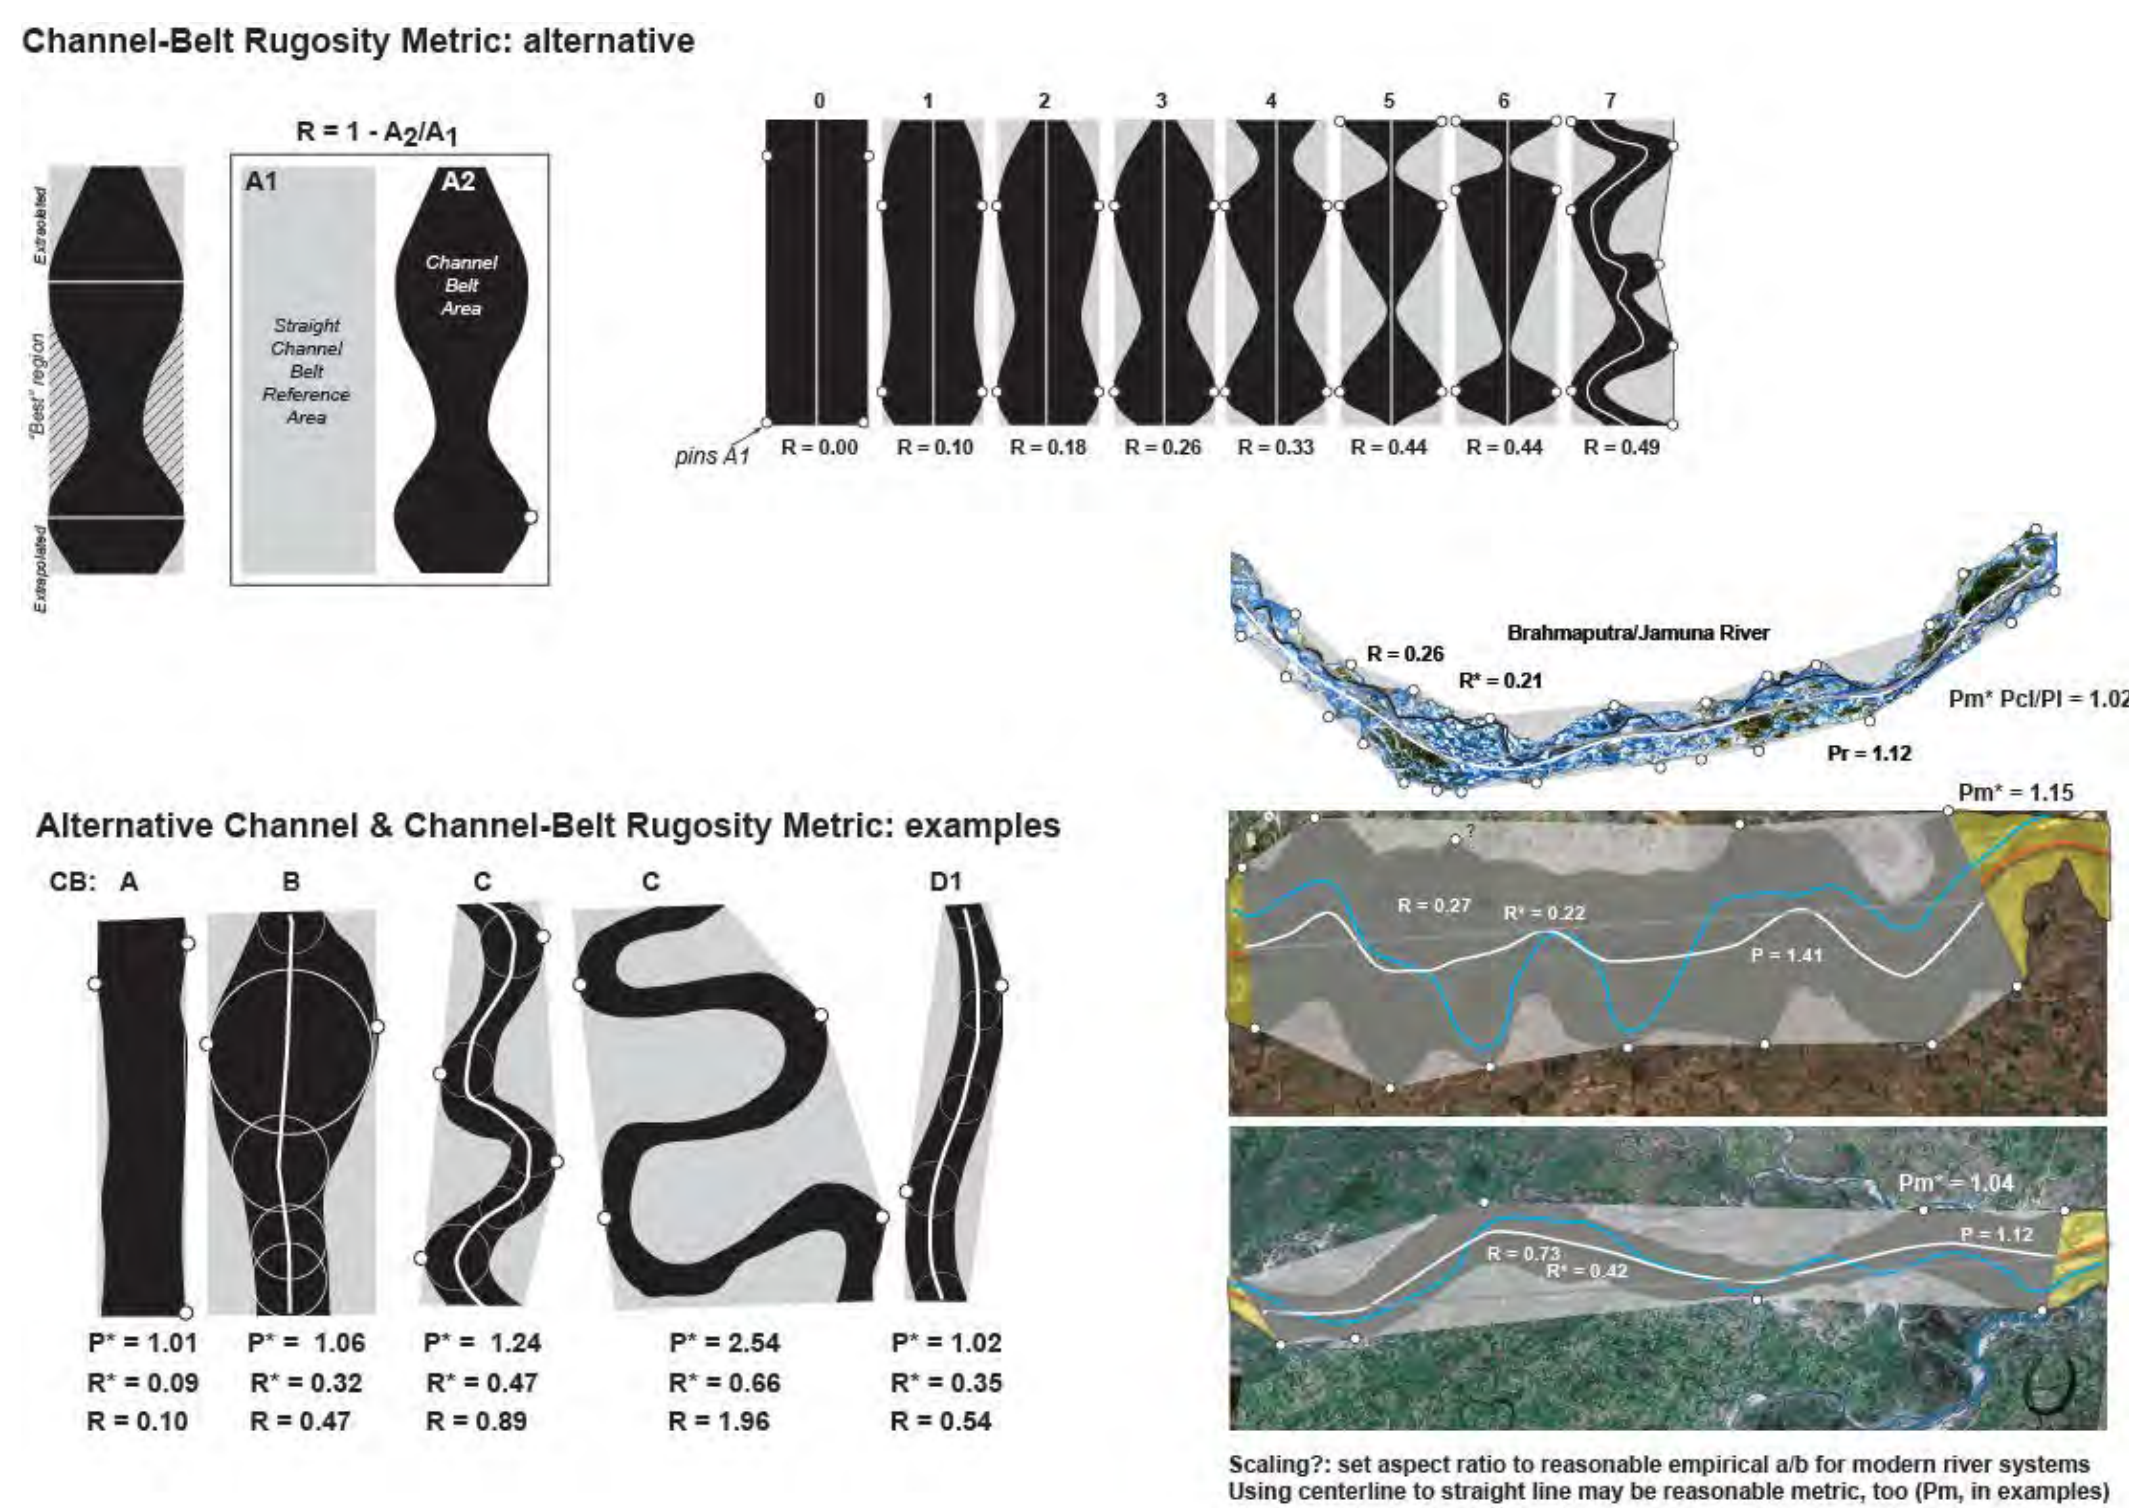 Channel-Belt Rugosity Metric: alternative
R = 1 - A2/A1
Extraolated
"Best" region
Extrapolated
A1
Straight
Channel
Belt
Reference
Area
A2
Channel
Belt
Area
0 1 2 3 4 5 6 7
pins A1
R = 0.00 R = 0.10 R = 0.18 R = 0.26 R = 0.33 R = 0.44 R = 0.44 R = 0.49
Brahmaputra/Jamuna River
R = 0.26
R* = 0.21
Pm* Pcl/Pl = 1.02
Pr = 1.12
Pm* = 1.15
?
R = 0.27
R* = 0.22
P = 1.41
Pm* = 1.04
P = 1.12
R = 0.73
R* = 0.42
Scaling?: set aspect ratio to reasonable empirical a/b for modern river systems
Using centerline to straight line may be reasonable metric, too (Pm, in examples)
Alternative Channel & Channel-Belt Rugosity Metric: examples
CB: A B C C D1
P* = 1.01 P* = 1.06 P* = 1.24 P* = 2.54 P* = 1.02
R* = 0.09 R* = 0.32 R* = 0.47 R* = 0.66 R* = 0.35
R = 0.10 R = 0.47 R = 0.89 R = 1.96 R = 0.54